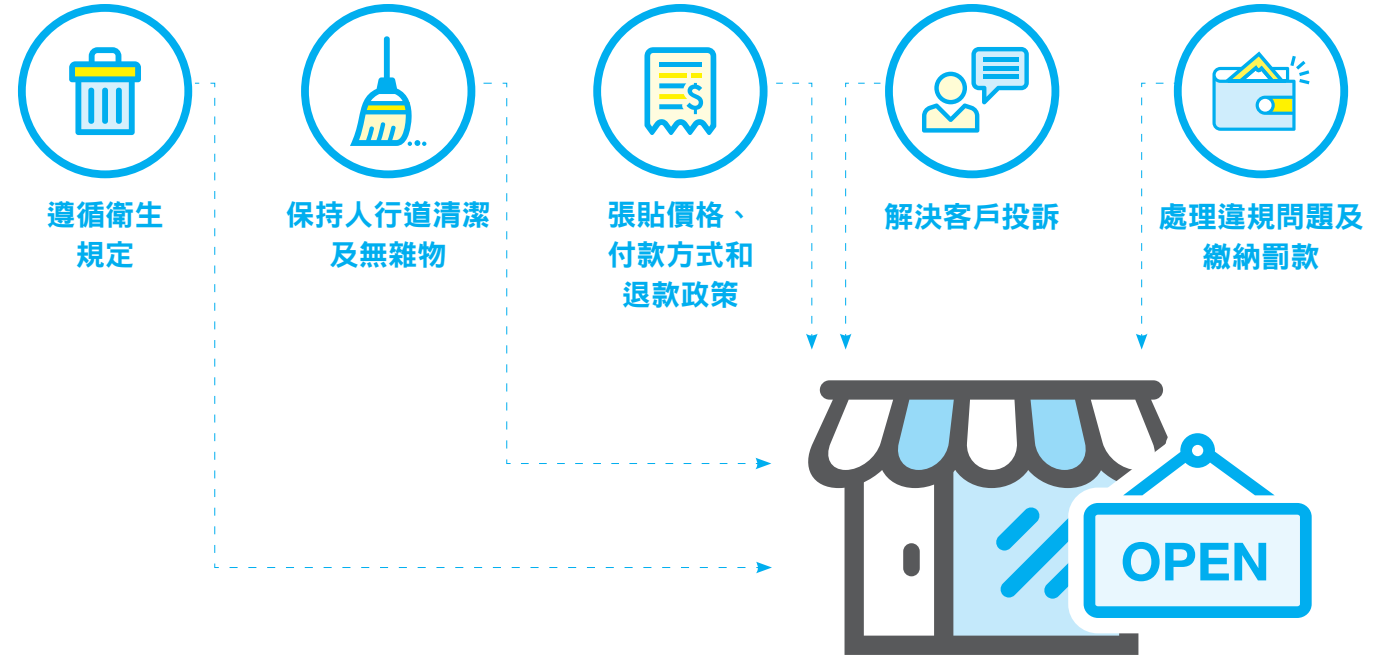 遵循衛生
規定
保持人行道清潔
及無雜物
張貼價格、
付款方式和
退款政策
解決客戶投訴
處理違規問題及
繳納罰款
$
OPEN